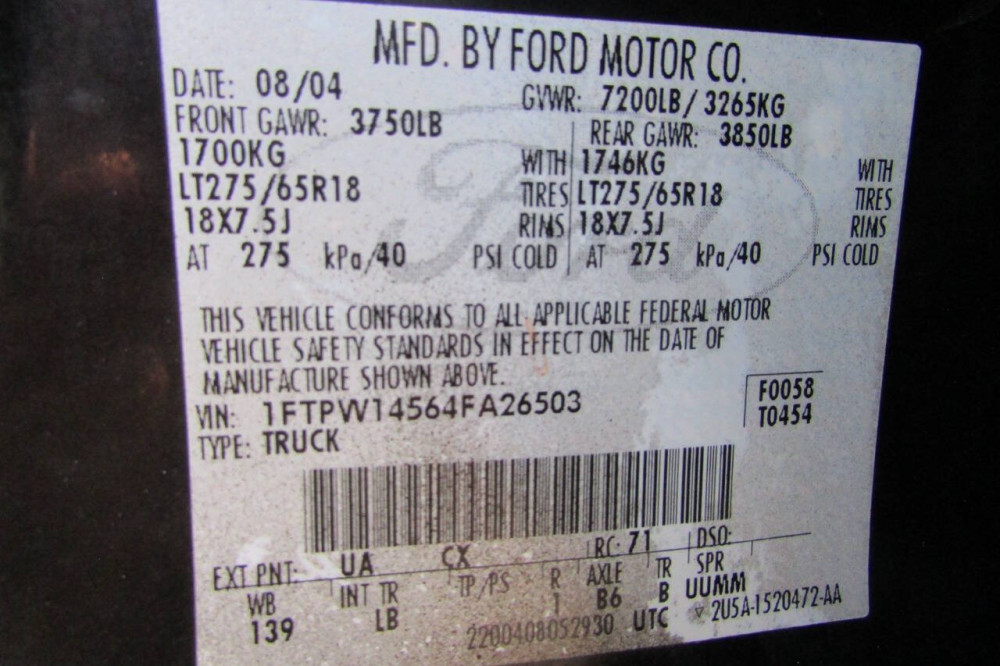 MFD. BY FORD MOTOR CO.
DATE: 08/04 GVWR: 7200LB/3265KG
FRONT GAWR: 3750LB REAR GAWR: 3850LB
1700KG WITH 1746KG WITH
LT275/65R18 TIRES LT275/65R18 TIRES
18X7.5J RIMS 18X7.5J RIMS
AT 275 kPa/40 PSI COLD AT 275 kPa/40 PSI COLD
Ford
THIS VEHICLE CONFORMS TO ALL APPLICABLE FEDERAL MOTOR
VEHICLE SAFETY STANDARDS IN EFFECT ON THE DATE OF
MANUFACTURE SHOWN ABOVE.
VIN: 1FTPW14564FA26503 F0058
TYPE: TRUCK T0454
EXT PNT: UA CX RC: 71 DSO:
WB INT TR TP/PS R AXLE TR SPR
139 LB 1 B6 B UUMM
2200408052930 UTC ▽ 2U5A-1520472-AA